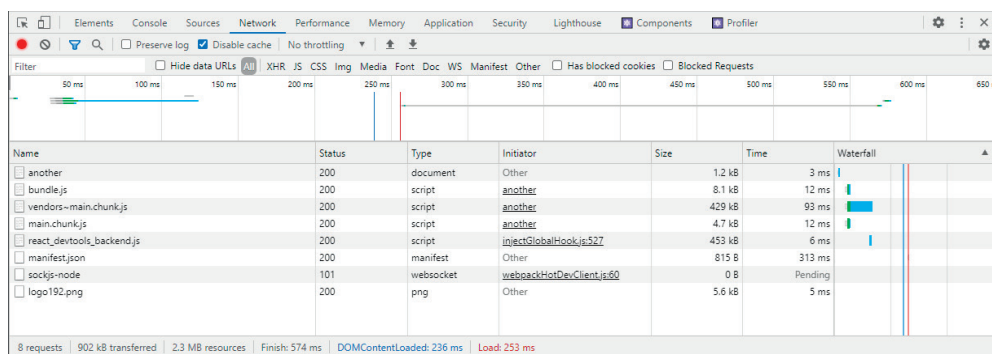 Elements Console Sources Network Performance Memory Application Security Lighthouse Components Profiler
Preserve log Disable cache No throttling
Filter Hide data URLs All XHR JS CSS Img Media Font Doc WS Manifest Other Has blocked cookies Blocked Requests
50 ms 100 ms 150 ms 200 ms 250 ms 300 ms 350 ms 400 ms 450 ms 500 ms 550 ms 600 ms 650
Name Status Type Initiator Size Time Waterfall
another 200 document Other 1.2 kB 3 ms
bundle.js 200 script another 8.1 kB 12 ms
vendors~main.chunk.js 200 script another 429 kB 93 ms
main.chunk.js 200 script another 4.7 kB 12 ms
react_devtools_backend.js 200 script injectGlobalHook.js:527 453 kB 6 ms
manifest.json 200 manifest Other 815 B 313 ms
sockjs-node 101 websocket webpackHotDevClient.js:60 0 B Pending
logo192.png 200 png Other 5.6 kB 5 ms
8 requests 902 kB transferred 2.3 MB resources Finish: 574 ms DOMContentLoaded: 236 ms Load: 253 ms